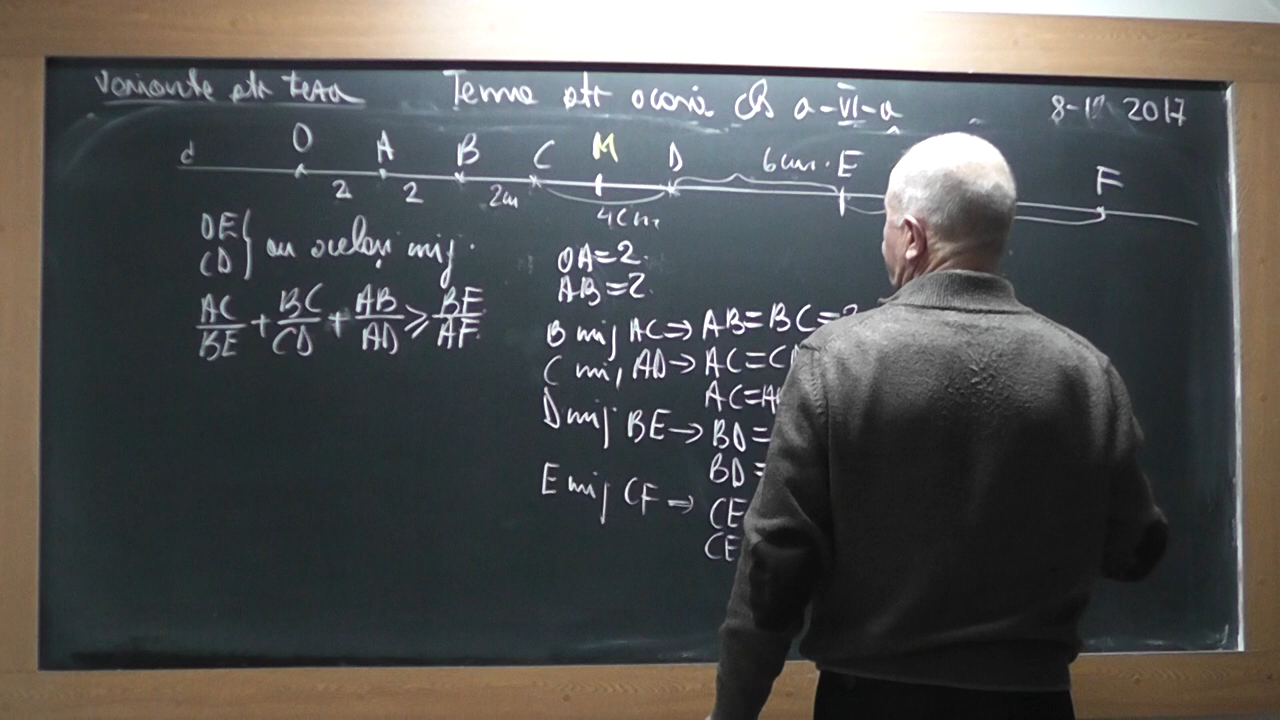 variante ptr teza Teme ptr acasă cls a-VI-a 8-12 2017
d O A B C M D 6cm. E F
2 2 2cm 4cm
DE
CD } au același mij.
AC/BE + BC/CD + AB/AD ≥ BE/AF
OA=2.
AB=2.
B mij AC⇒ AB=BC=2
C mij AD→ AC=C
AC=A
D mij BE→ BD=
BD=
E mij CF→ CE
CE